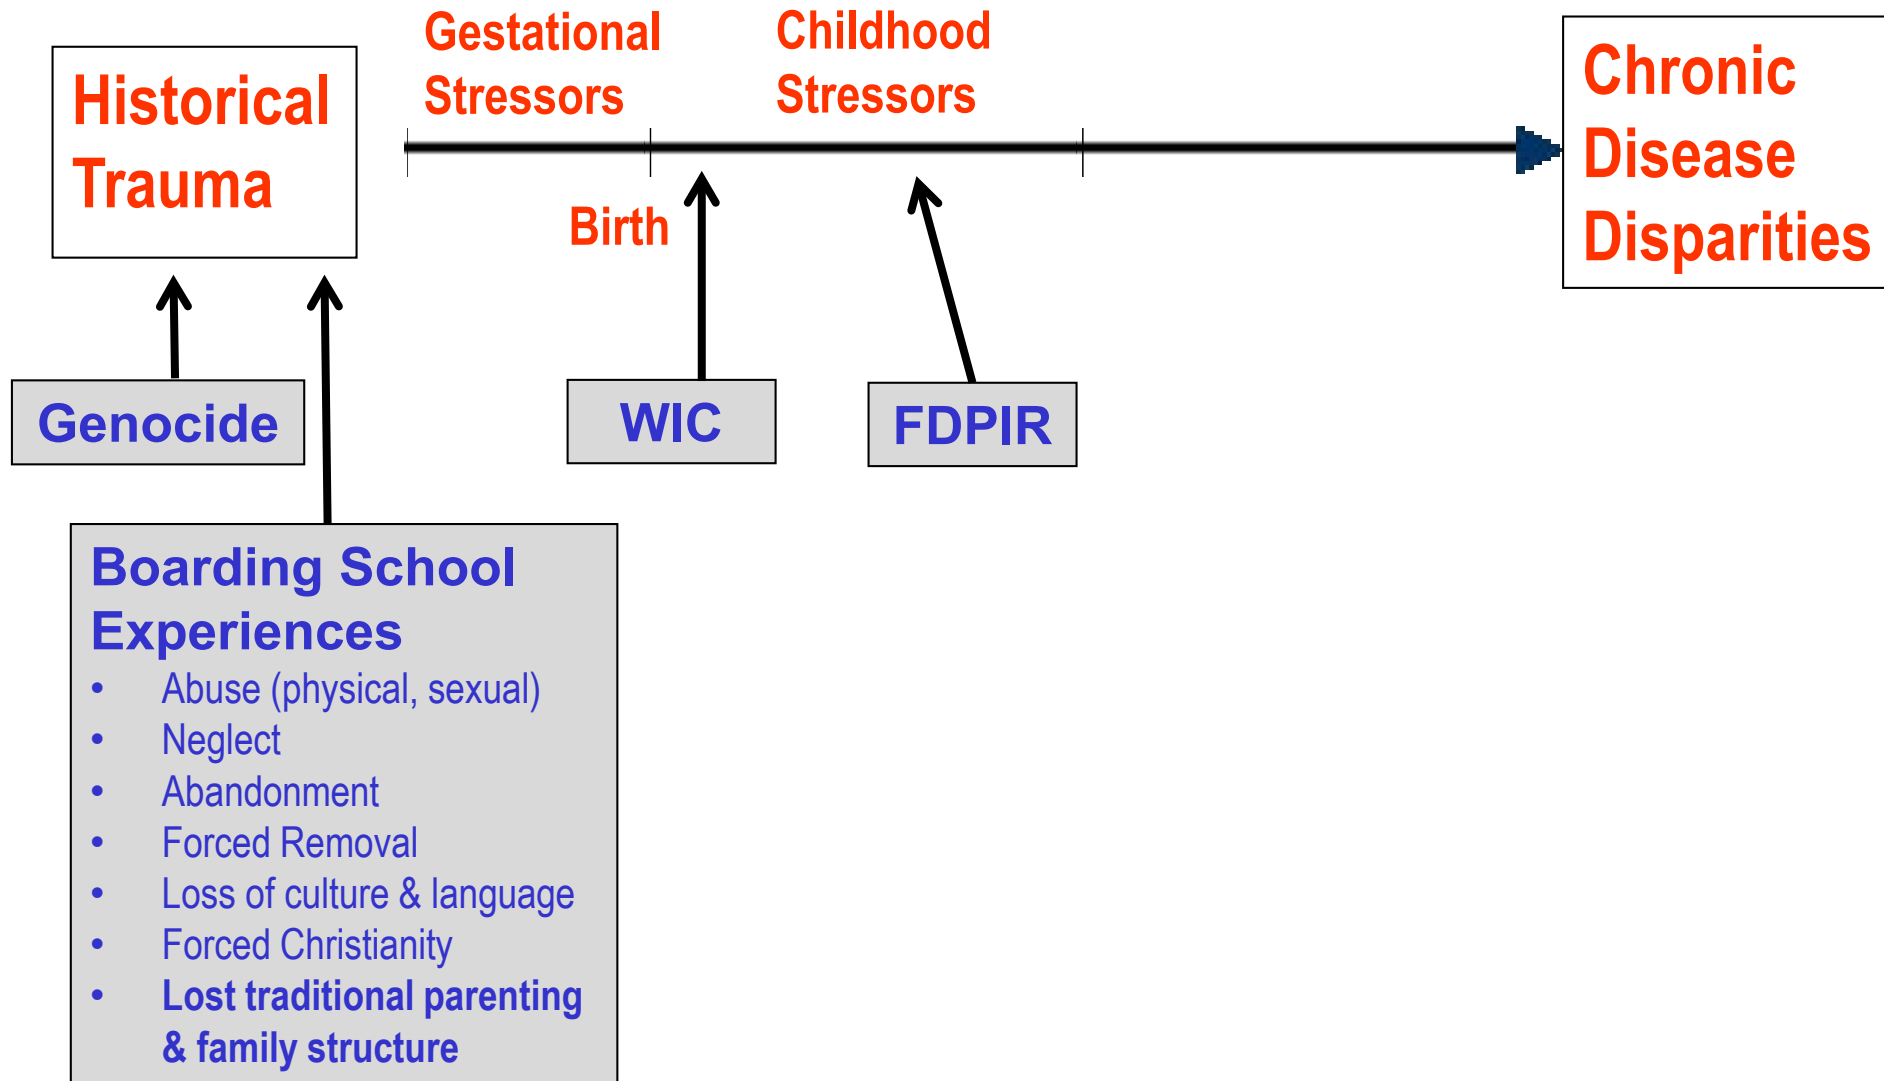 Historical
Trauma
Gestational
Stressors
Childhood
Stressors
Chronic
Disease
Disparities
Birth
Genocide
WIC
FDPIR
Boarding School
Experiences
• Abuse (physical, sexual)
• Neglect
• Abandonment
• Forced Removal
• Loss of culture & language
• Forced Christianity
• Lost traditional parenting
& family structure